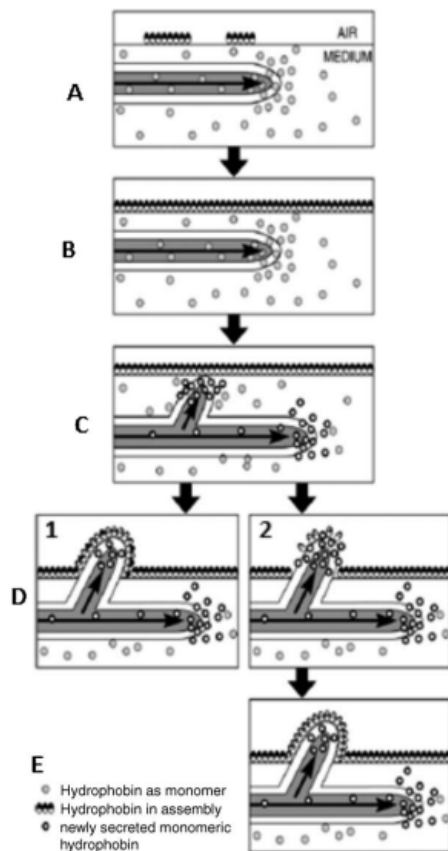 AIR
MEDIUM
A
B
C
1
2
D
E
Hydrophobin as monomer
Hydrophobin in assembly
newly secreted monomeric
hydrophobin